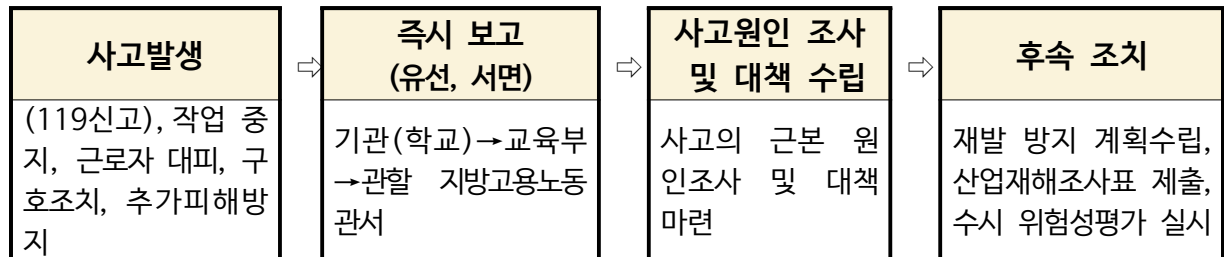 사고발생
(119신고), 작업 중
지, 근로자 대피, 구
호조치, 추가피해방
지
⇨
즉시 보고
(유선, 서면)
기관(학교)→교육부
→관할 지방고용노동
관서
⇨
사고원인 조사
및 대책 수립
사고의 근본 원
인조사 및 대책
마련
⇨
후속 조치
재발 방지 계획수립,
산업재해조사표 제출,
수시 위험성평가 실시